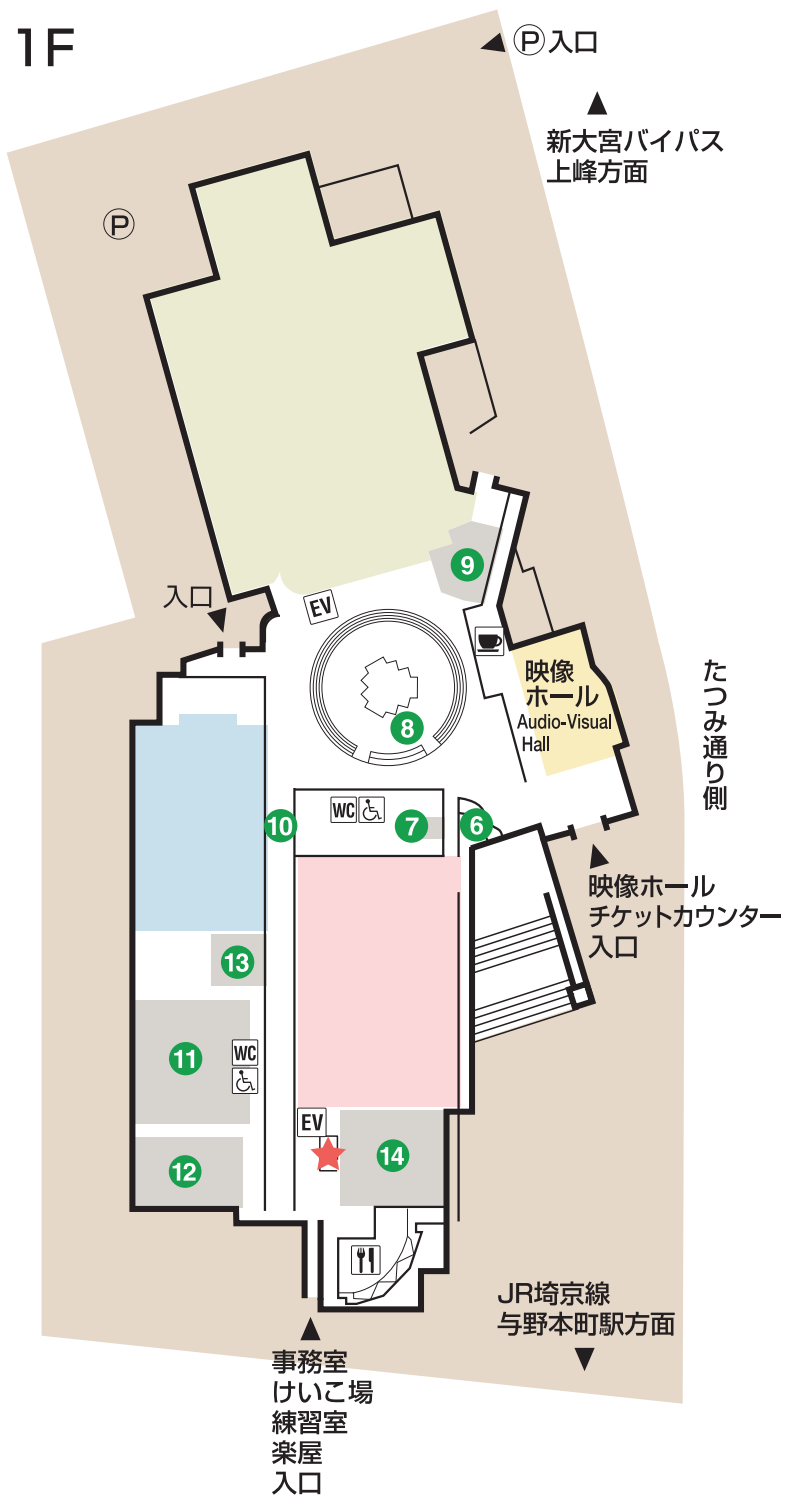 1F
Ⓟ入口
新大宮バイパス
上峰方面
Ⓟ
9
入口
EV
映像
ホール
Audio-Visual
Hall
たつみ通り側
8
WC
7
6
10
映像ホール
チケットカウンター
入口
13
11
WC
EV
14
12
JR埼京線
与野本町駅方面
事務室
けいこ場
練習室
楽屋
入口